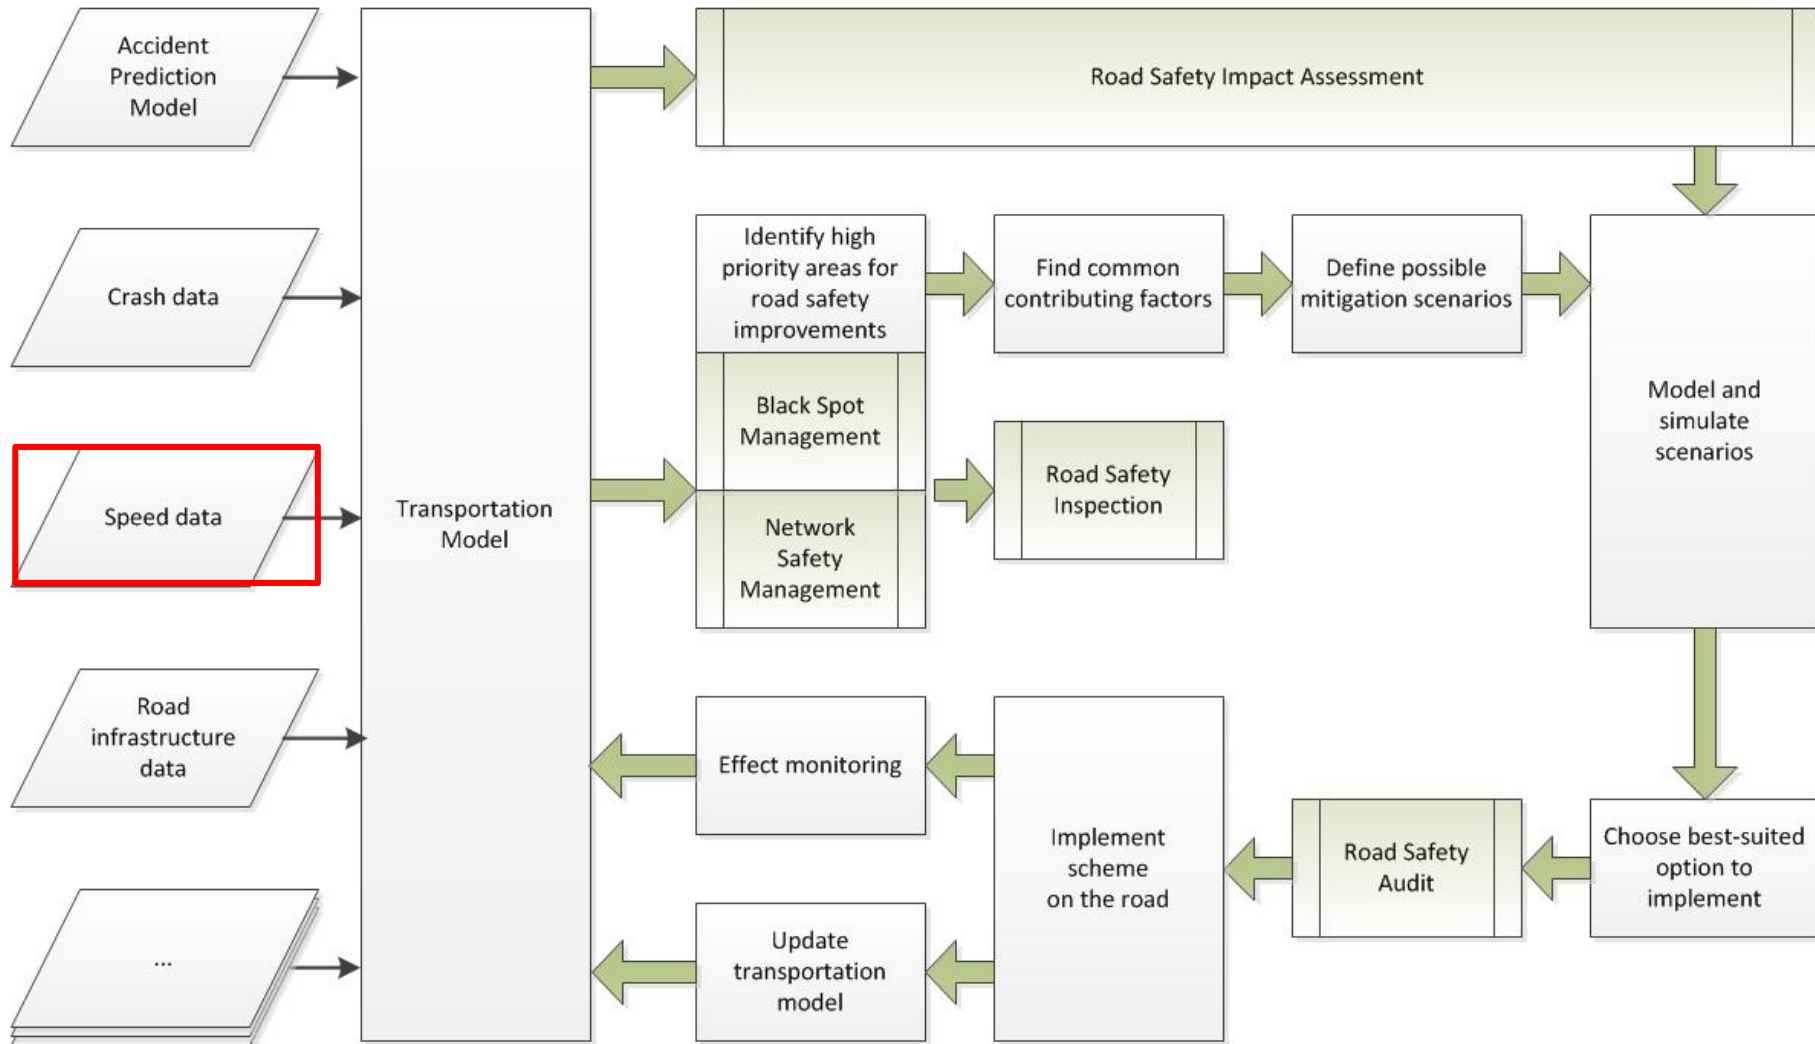 Accident
Prediction
Model
Road Safety Impact Assessment
Crash data
Identify high
priority areas for
road safety
improvements
Find common
contributing factors
Define possible
mitigation scenarios
Model and
simulate
scenarios
Black Spot
Management
Speed data
Transportation
Model
Road Safety
Inspection
Network
Safety
Management
Road
infrastructure
data
Effect monitoring
Implement
scheme
on the road
Road Safety
Audit
Choose best-suited
option to
implement
...
Update
transportation
model